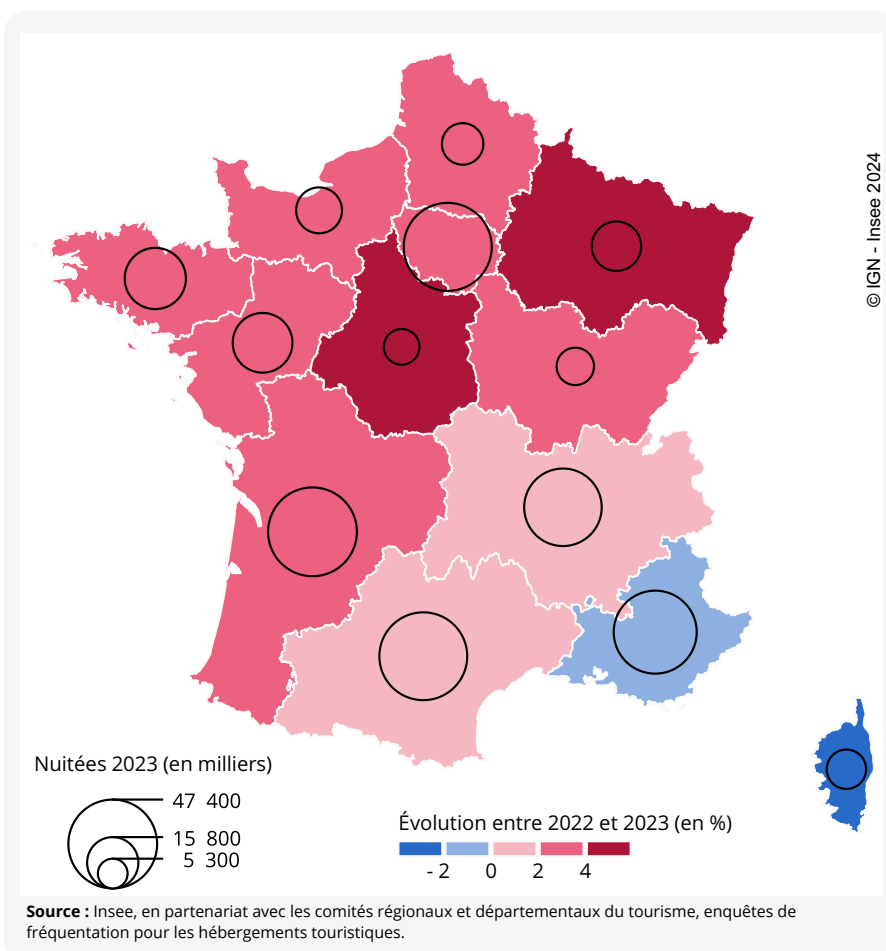 © IGN - Insee 2024
Nuitées 2023 (en milliers)
47 400
15 800
5 300
Évolution entre 2022 et 2023 (en %)
- 2 0 2 4
Source : Insee, en partenariat avec les comités régionaux et départementaux du tourisme, enquêtes de
fréquentation pour les hébergements touristiques.